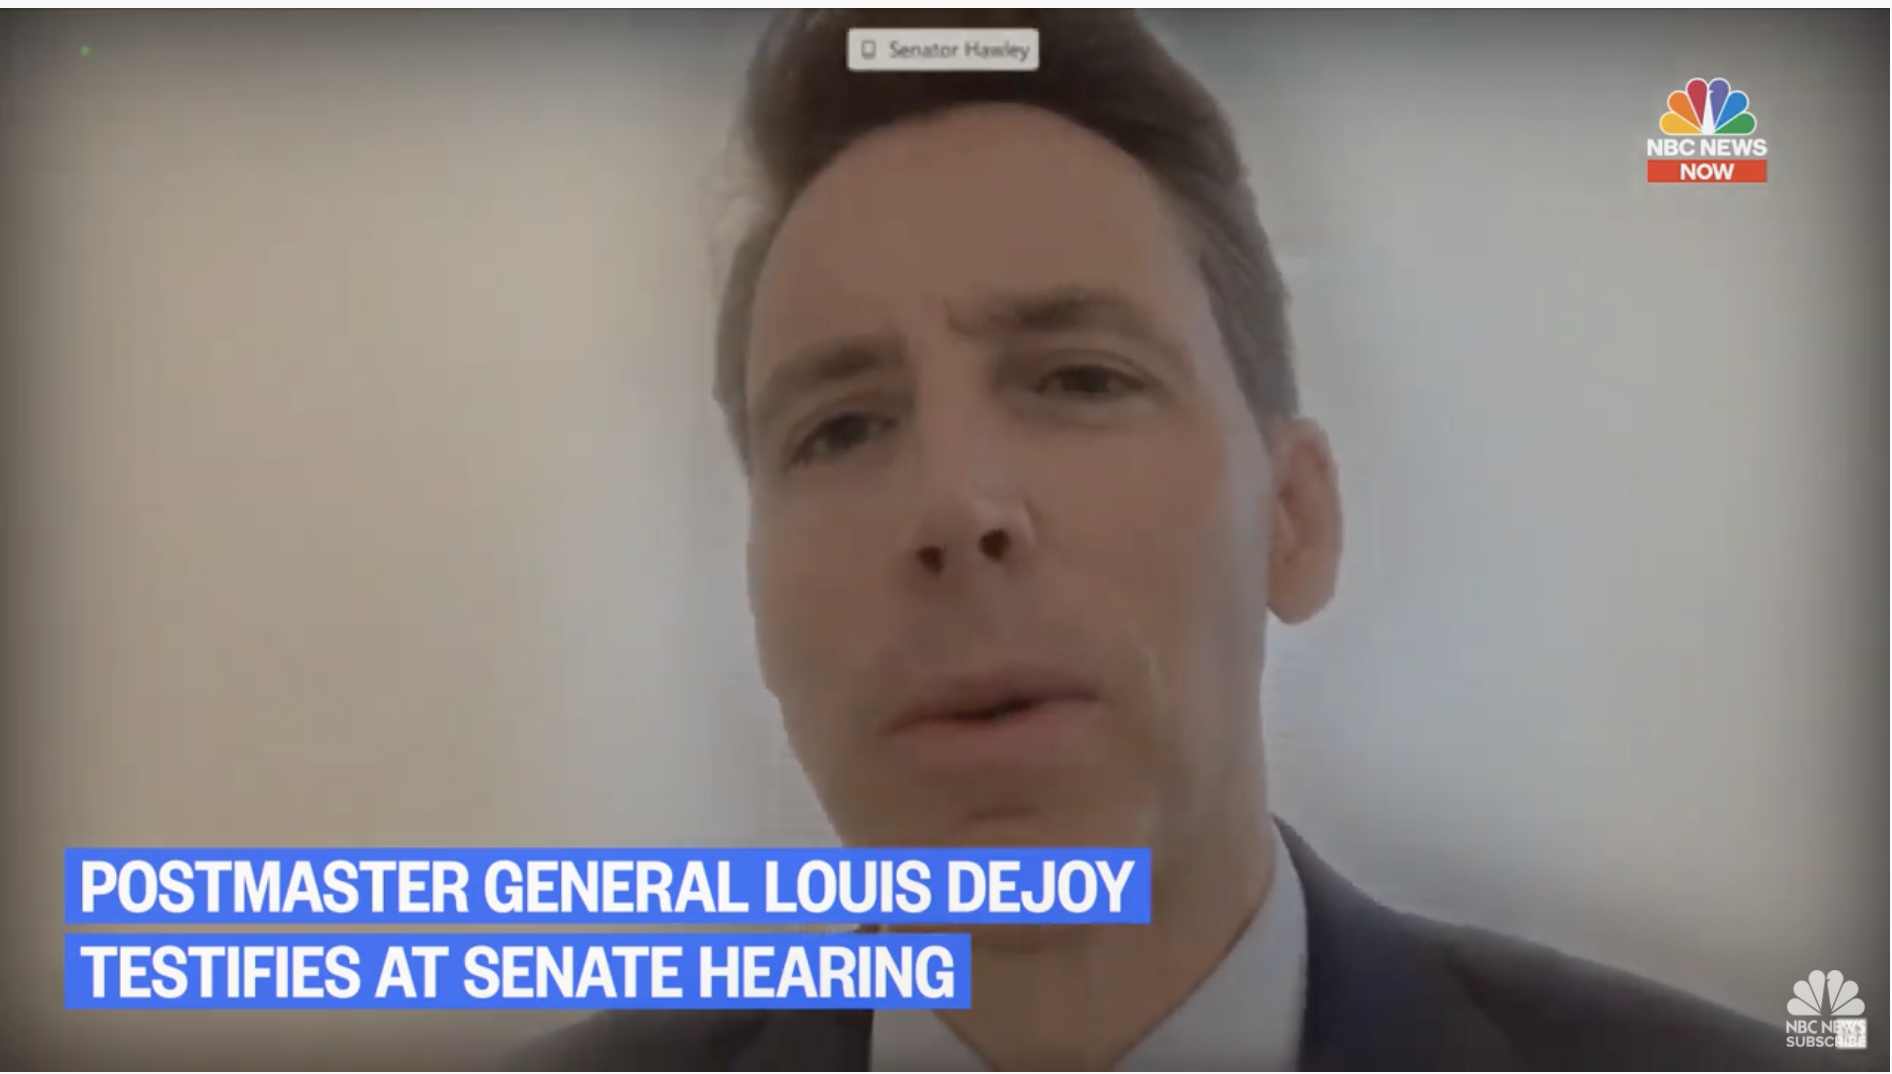 Senator Hawley
NBC NEWS
NOW
POSTMASTER GENERAL LOUIS DEJOY
TESTIFIES AT SENATE HEARING
NBC NEWS
SUBSCRIBE